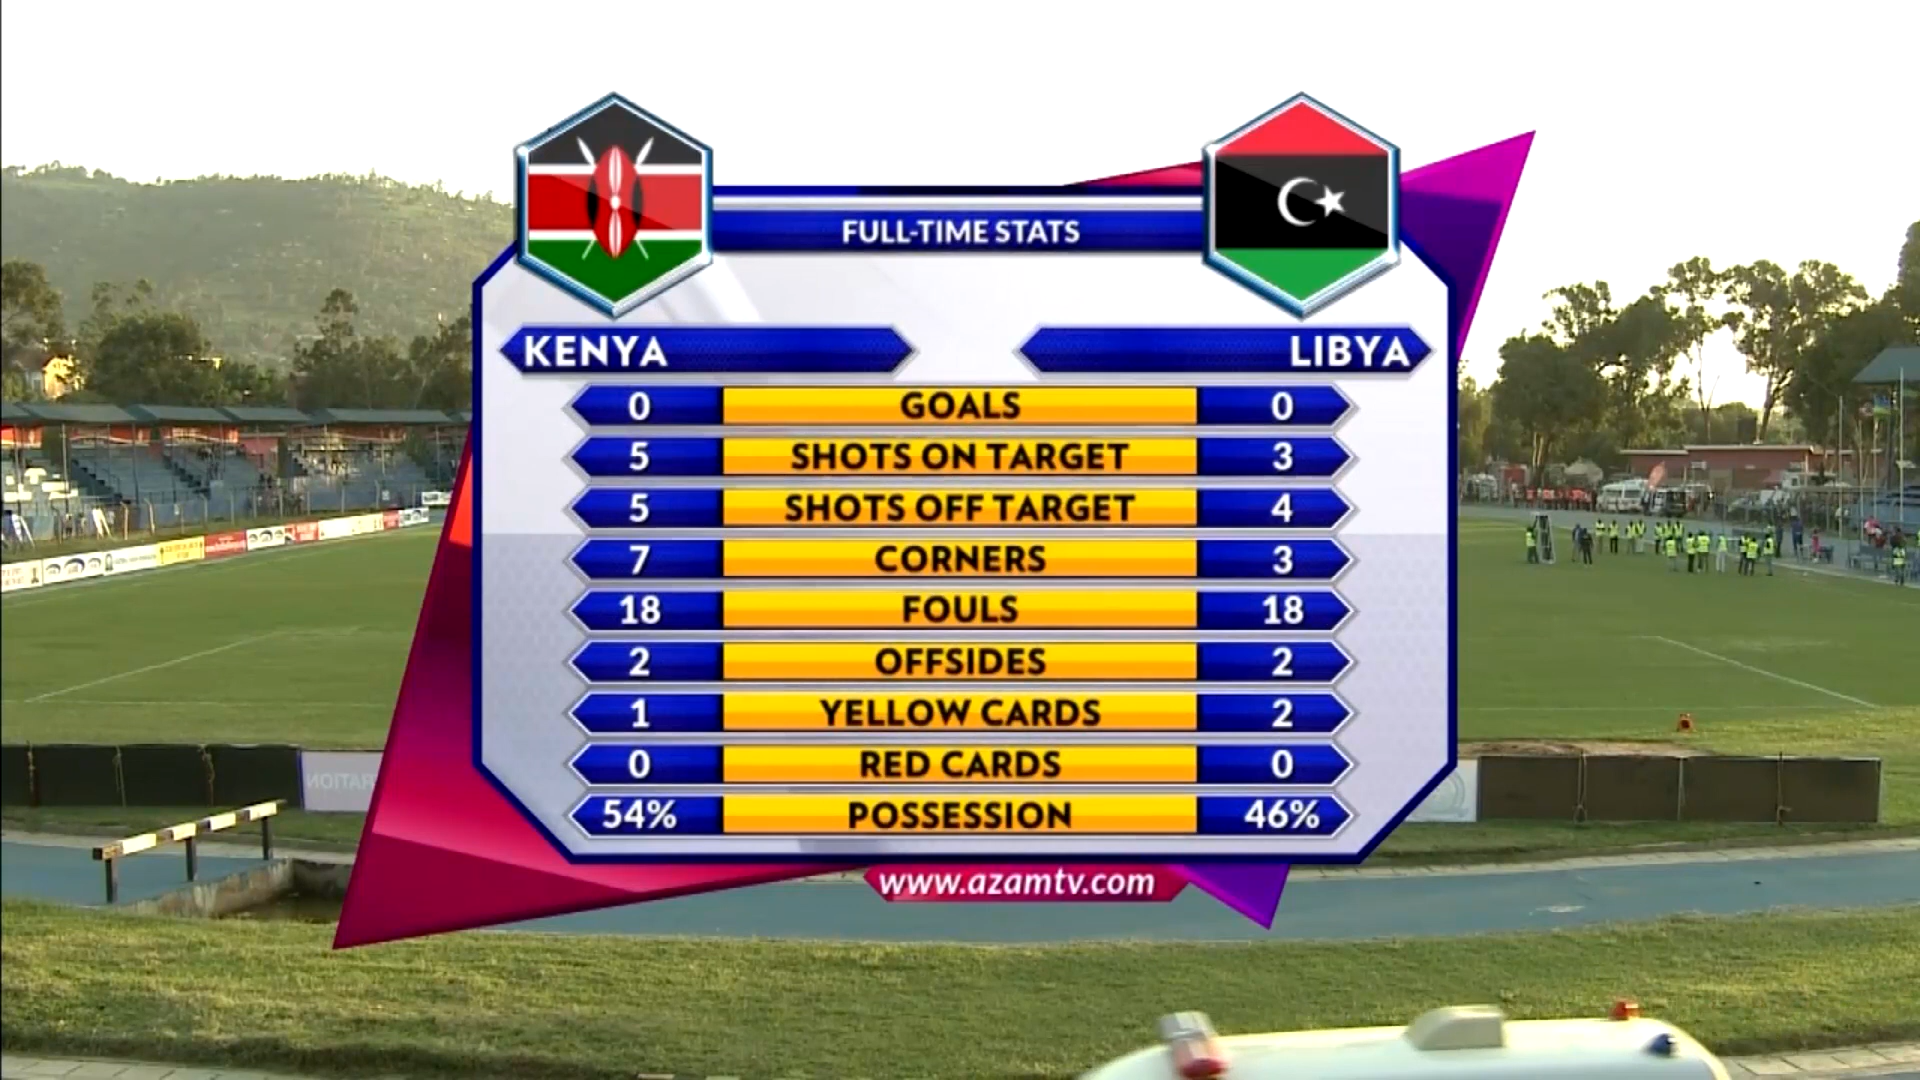 FULL-TIME STATS
KENYA LIBYA
0 GOALS 0
5 SHOTS ON TARGET 3
5 SHOTS OFF TARGET 4
7 CORNERS 3
18 FOULS 18
2 OFFSIDES 2
1 YELLOW CARDS 2
0 RED CARDS 0
54% POSSESSION 46%
www.azamtv.com